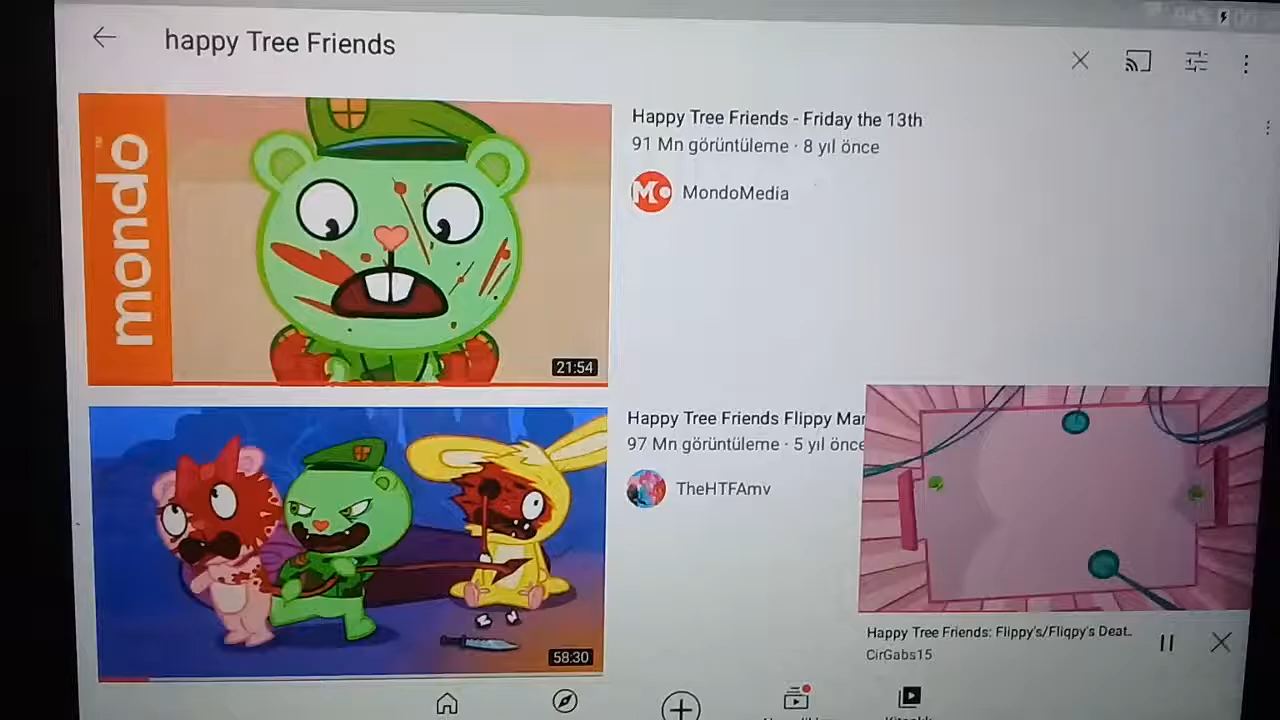 happy Tree Friends
mondo
™
21:54
Happy Tree Friends - Friday the 13th
91 Mn görüntüleme · 8 yıl önce
MondoMedia
58:30
Happy Tree Friends Flippy Mar
97 Mn görüntüleme · 5 yıl önce
TheHTFAmv
Happy Tree Friends: Flippy's/Fliqpy's Deat..
CirGabs15